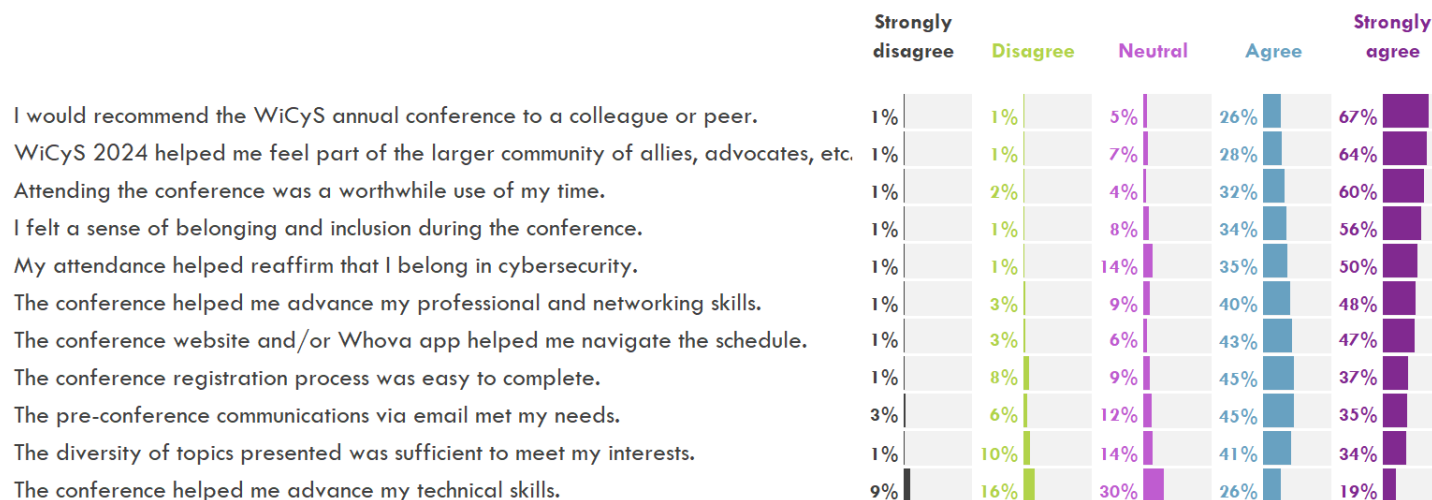 Strongly disagree Disagree Neutral Agree Strongly agree
I would recommend the WiCyS annual conference to a colleague or peer. 1% 1% 5% 26% 67%
WiCyS 2024 helped me feel part of the larger community of allies, advocates, etc. 1% 1% 7% 28% 64%
Attending the conference was a worthwhile use of my time. 1% 2% 4% 32% 60%
I felt a sense of belonging and inclusion during the conference. 1% 1% 8% 34% 56%
My attendance helped reaffirm that I belong in cybersecurity. 1% 1% 14% 35% 50%
The conference helped me advance my professional and networking skills. 1% 3% 9% 40% 48%
The conference website and/or Whova app helped me navigate the schedule. 1% 3% 6% 43% 47%
The conference registration process was easy to complete. 1% 8% 9% 45% 37%
The pre-conference communications via email met my needs. 3% 6% 12% 45% 35%
The diversity of topics presented was sufficient to meet my interests. 1% 10% 14% 41% 34%
The conference helped me advance my technical skills. 9% 16% 30% 26% 19%